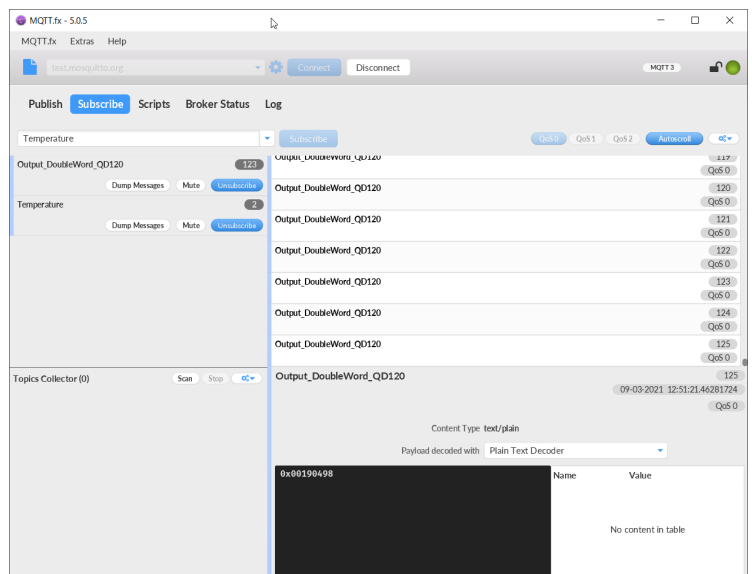 MQTT.fx - 5.0.5
MQTT.fx Extras Help
test.mosquitto.org Connect Disconnect MQTT 3
Publish Subscribe Scripts Broker Status Log
Temperature Subscribe QoS 0 QoS 1 QoS 2 Autoscroll
Output_DoubleWord_QD120 123
Dump Messages Mute Unsubscribe
Temperature 2
Dump Messages Mute Unsubscribe
Output_DoubleWord_QD120 119
QoS 0
Output_DoubleWord_QD120 120
QoS 0
Output_DoubleWord_QD120 121
QoS 0
Output_DoubleWord_QD120 122
QoS 0
Output_DoubleWord_QD120 123
QoS 0
Output_DoubleWord_QD120 124
QoS 0
Output_DoubleWord_QD120 125
QoS 0
Topics Collector (0) Scan Stop
Output_DoubleWord_QD120 125
09-03-2021 12:51:21.46281724
QoS 0
Content Type text/plain
Payload decoded with Plain Text Decoder
0x00190498
Name Value
No content in table